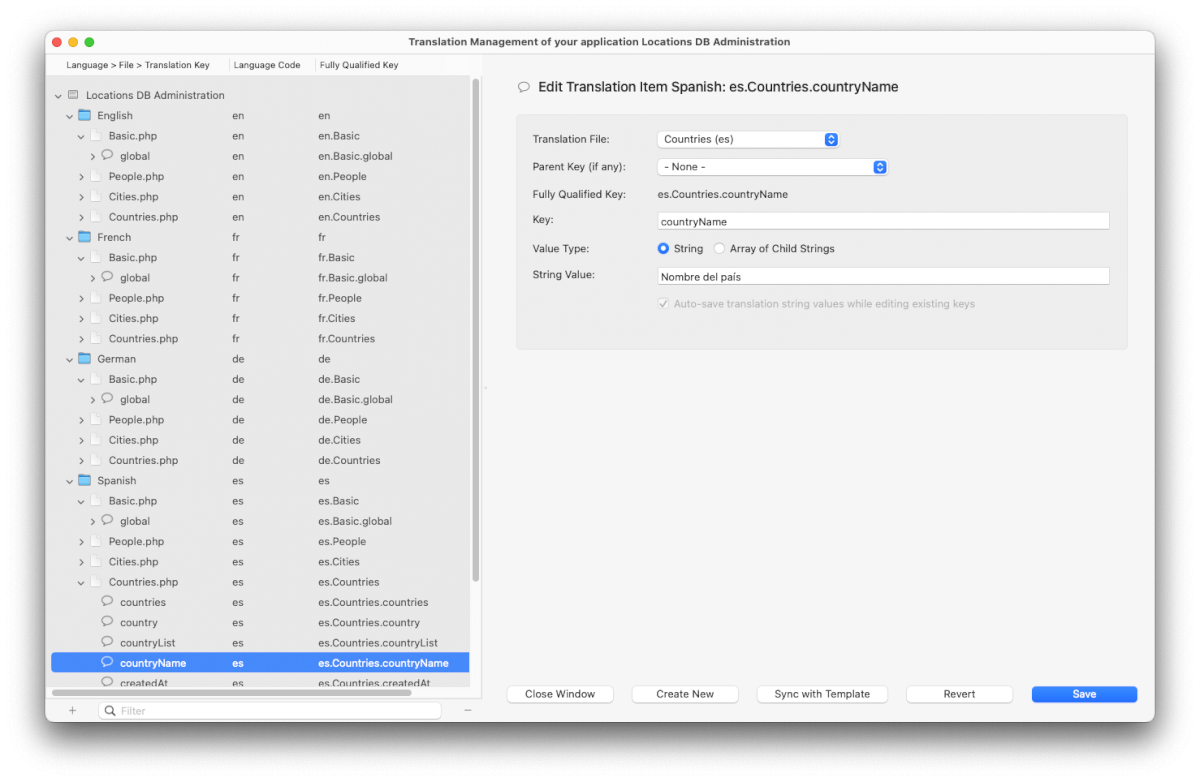 Translation Management of your application Locations DB Administration
Language > File > Translation Key Language Code Fully Qualified Key
Locations DB Administration
English en en
Basic.php en en.Basic
global en en.Basic.global
People.php en en.People
Cities.php en en.Cities
Countries.php en en.Countries
French fr fr
Basic.php fr fr.Basic
global fr fr.Basic.global
People.php fr fr.People
Cities.php fr fr.Cities
Countries.php fr fr.Countries
German de de
Basic.php de de.Basic
global de de.Basic.global
People.php de de.People
Cities.php de de.Cities
Countries.php de de.Countries
Spanish es es
Basic.php es es.Basic
global es es.Basic.global
People.php es es.People
Cities.php es es.Cities
Countries.php es es.Countries
countries es es.Countries.countries
country es es.Countries.country
countryList es es.Countries.countryList
countryName es es.Countries.countryName
createdAt es es.Countries.createdAt
Filter
Edit Translation Item Spanish: es.Countries.countryName
Translation File: Countries (es)
Parent Key (if any): - None -
Fully Qualified Key: es.Countries.countryName
Key: countryName
Value Type: String Array of Child Strings
String Value: Nombre del país
Auto-save translation string values while editing existing keys
Close Window Create New Sync with Template Revert Save